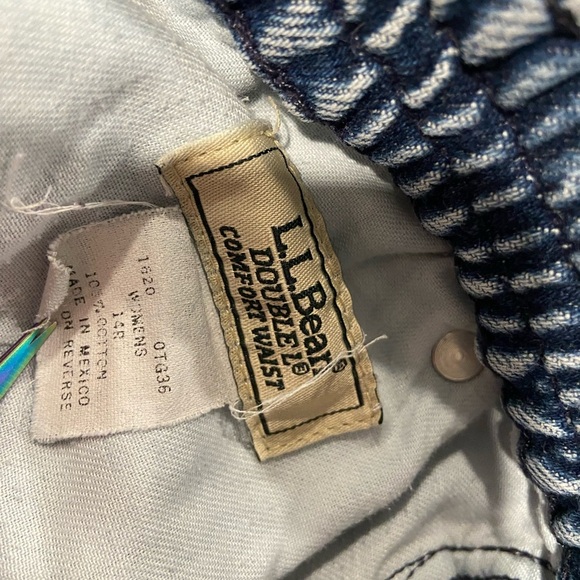 L.L.Bean®
DOUBLE L®
COMFORT WAIST
1620 OTG36
WOMENS
14R
100% COTTON
MADE IN MEXICO
ON REVERSE